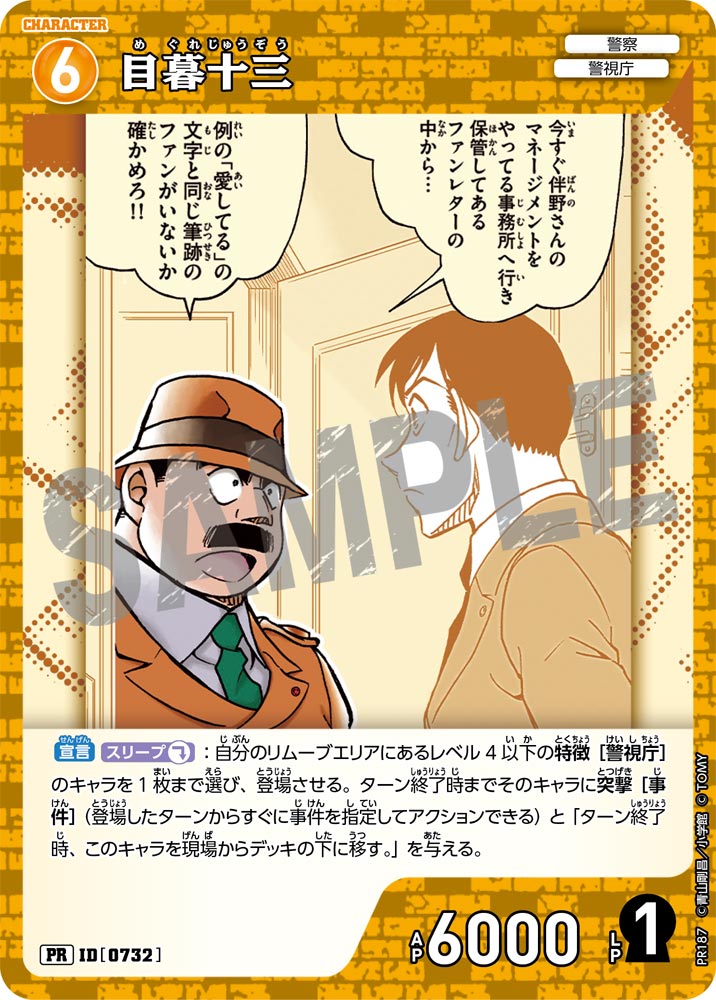 CHARACTER
6
目暮十三
めぐれじゅうぞう
警察
警視庁
今すぐ伴野さんの
マネージメントを
やってる事務所へ行き
保管してある
ファンレターの
中から…
例の「愛してる」の
文字と同じ筆跡の
ファンがいないか
確かめろ!!
SAMPLE
宣言 スリープ :自分のリムーブエリアにあるレベル4以下の特徴[警視庁]
のキャラを1枚まで選び、登場させる。ターン終了時までそのキャラに突撃[事
件](登場したターンからすぐに事件を指定してアクションできる)と「ターン終了
時、このキャラを現場からデッキの下に移す。」を与える。
PR ID[0732]
AP 6000
LP 1
PR187 ©青山剛昌/小学館 ©TOMY